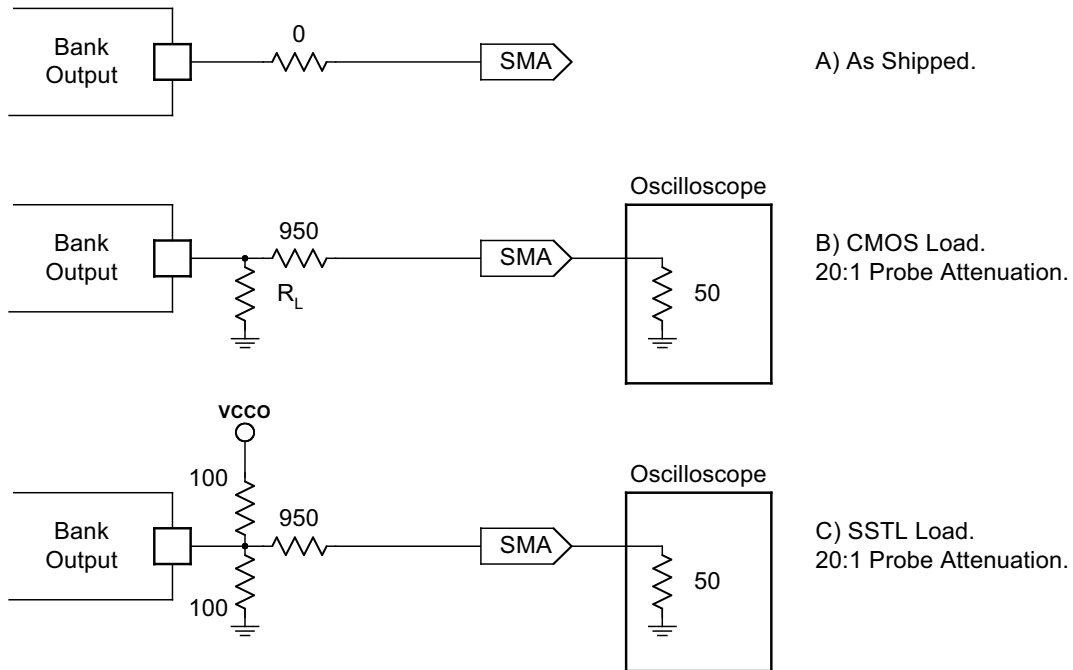 Bank
Output
0
SMA
A) As Shipped.
Bank
Output
950
R_L
SMA
Oscilloscope
50
B) CMOS Load.
20:1 Probe Attenuation.
VCCO
100
Bank
Output
950
100
SMA
Oscilloscope
50
C) SSTL Load.
20:1 Probe Attenuation.